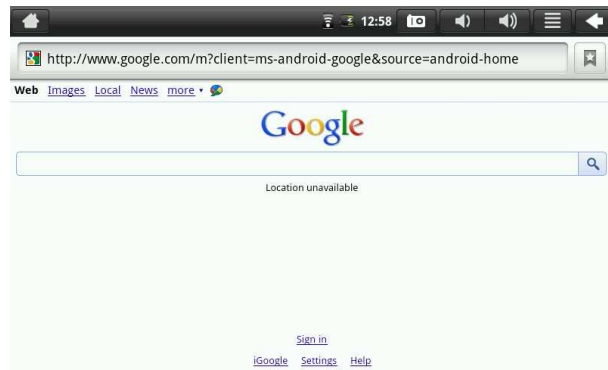 12:58
http://www.google.com/m?client=ms-android-google&source=android-home
Web Images Local News more
Google
Location unavailable
Sign in
iGoogle Settings Help